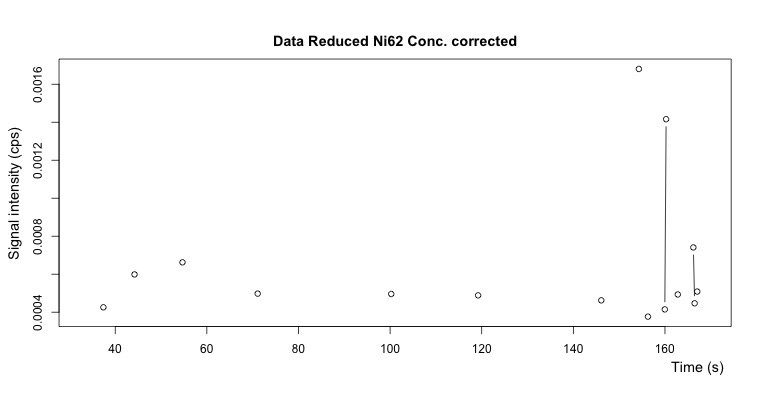 Data Reduced Ni62 Conc. corrected
Signal intensity (cps)
0.0016
0.0012
0.0008
0.0004
40 60 80 100 120 140 160
Time (s)